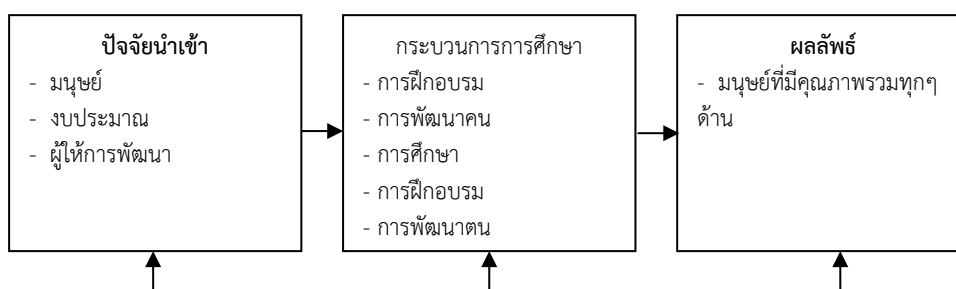 ปัจจัยนำเข้า
- มนุษย์
- งบประมาณ
- ผู้ให้การพัฒนา
กระบวนการการศึกษา
- การฝึกอบรม
- การพัฒนาคน
- การศึกษา
- การฝึกอบรม
- การพัฒนาตน
ผลลัพธ์
- มนุษย์ที่มีคุณภาพรวมทุกๆ
ด้าน